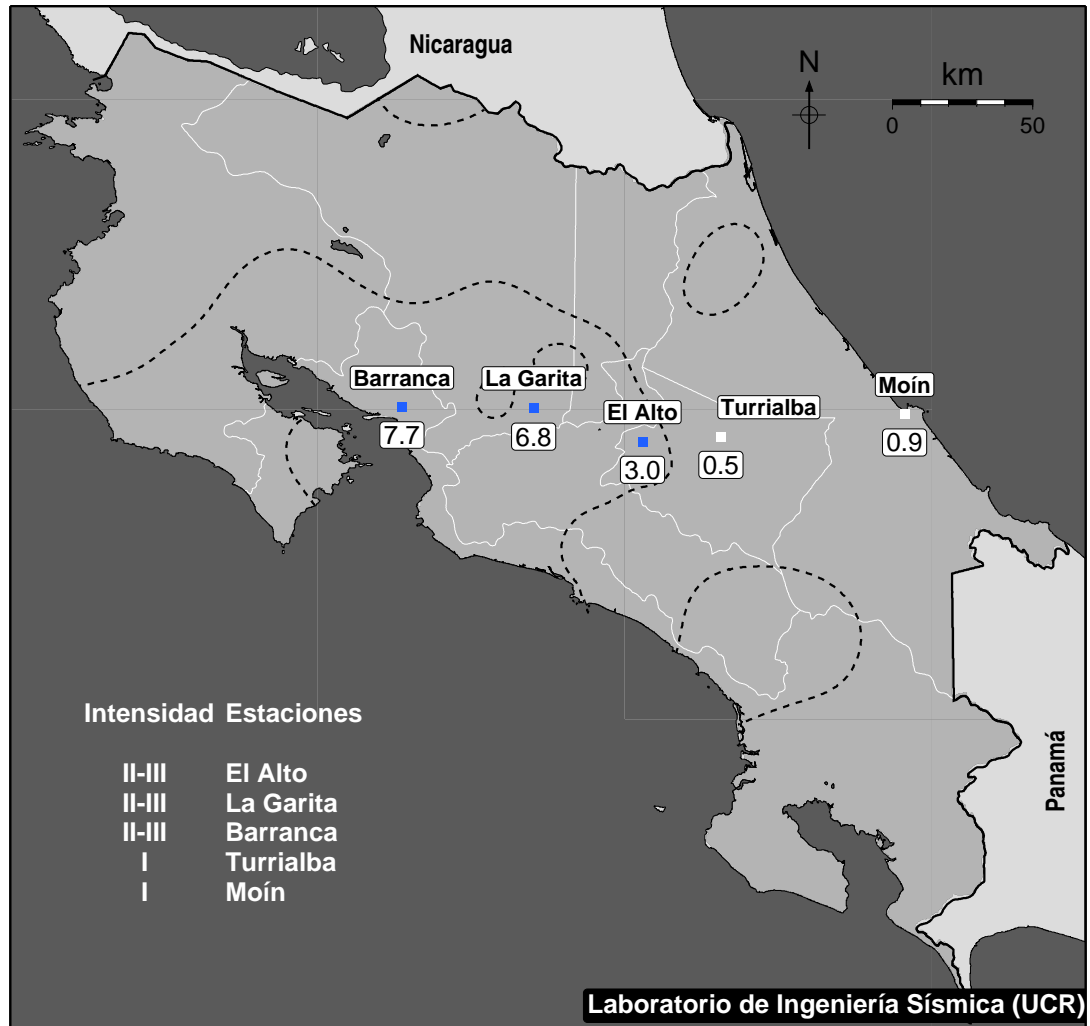 Nicaragua
N
km
0 50
Barranca
La Garita
Moín
El Alto
Turrialba
7.7
6.8
3.0
0.5
0.9
Intensidad Estaciones
II-III El Alto
II-III La Garita
II-III Barranca
I Turrialba
I Moín
Panamá
Laboratorio de Ingeniería Sísmica (UCR)